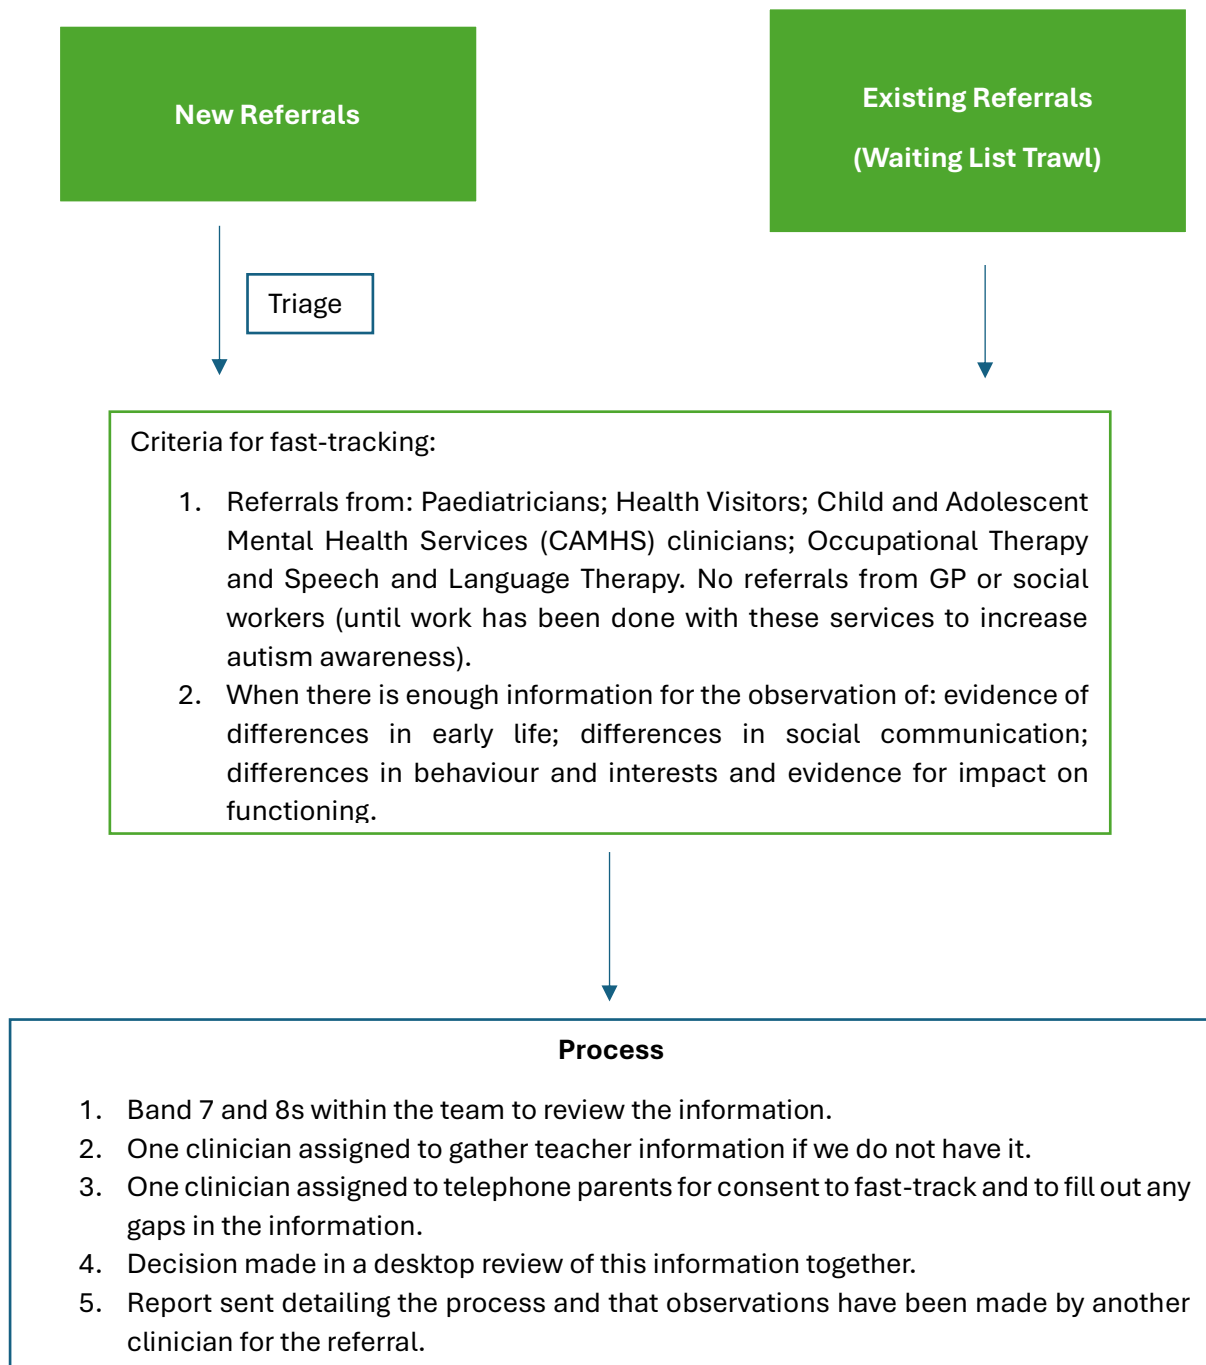 New Referrals
Existing Referrals
(Waiting List Trawl)
Triage
Criteria for fast-tracking:
1. Referrals from: Paediatricians; Health Visitors; Child and Adolescent
Mental Health Services (CAMHS) clinicians; Occupational Therapy
and Speech and Language Therapy. No referrals from GP or social
workers (until work has been done with these services to increase
autism awareness).
2. When there is enough information for the observation of: evidence of
differences in early life; differences in social communication;
differences in behaviour and interests and evidence for impact on
functioning.
Process
1. Band 7 and 8s within the team to review the information.
2. One clinician assigned to gather teacher information if we do not have it.
3. One clinician assigned to telephone parents for consent to fast-track and to fill out any
gaps in the information.
4. Decision made in a desktop review of this information together.
5. Report sent detailing the process and that observations have been made by another
clinician for the referral.